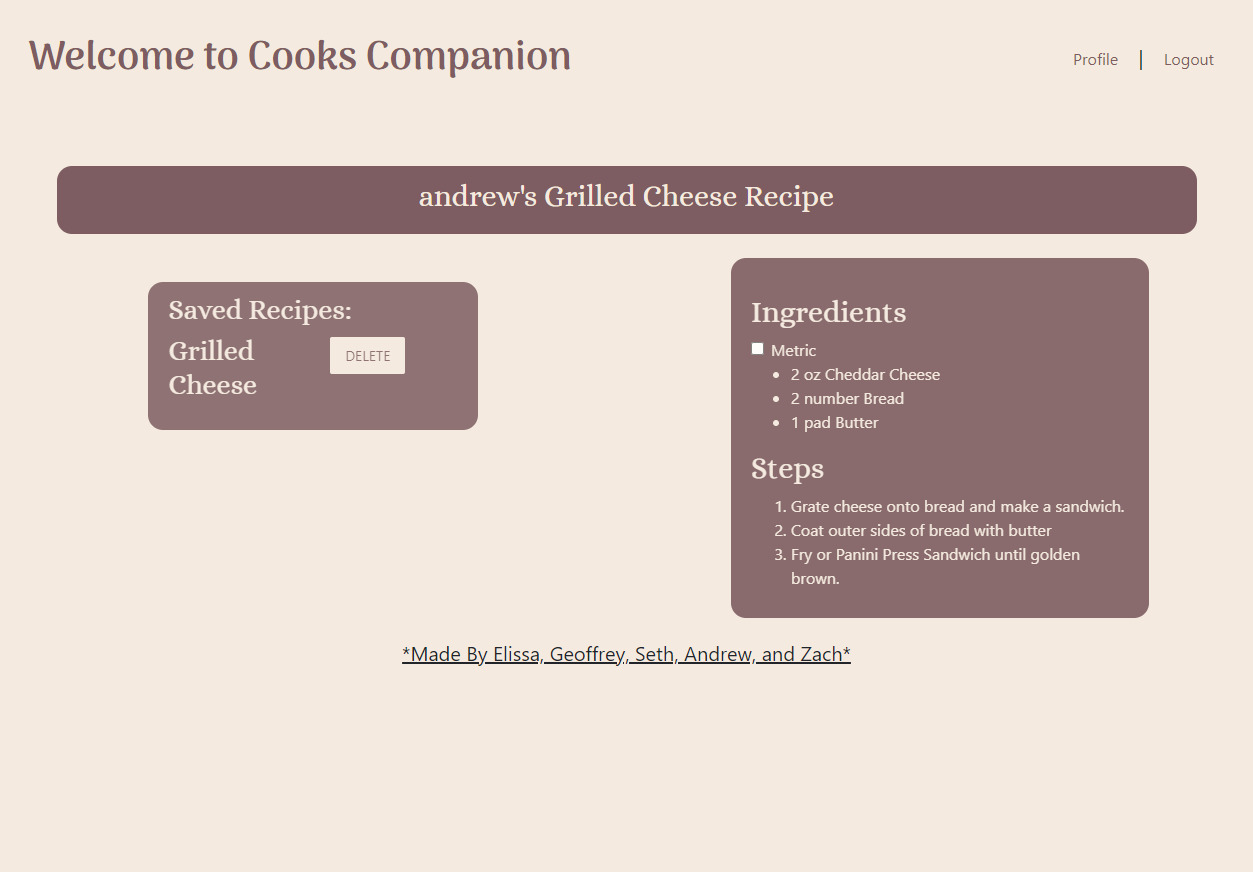 Welcome to Cooks Companion
Profile | Logout
andrew's Grilled Cheese Recipe
Saved Recipes:
Grilled
Cheese
DELETE
Ingredients
Metric
• 2 oz Cheddar Cheese
• 2 number Bread
• 1 pad Butter
Steps
1. Grate cheese onto bread and make a sandwich.
2. Coat outer sides of bread with butter
3. Fry or Panini Press Sandwich until golden
brown.
*Made By Elissa, Geoffrey, Seth, Andrew, and Zach*